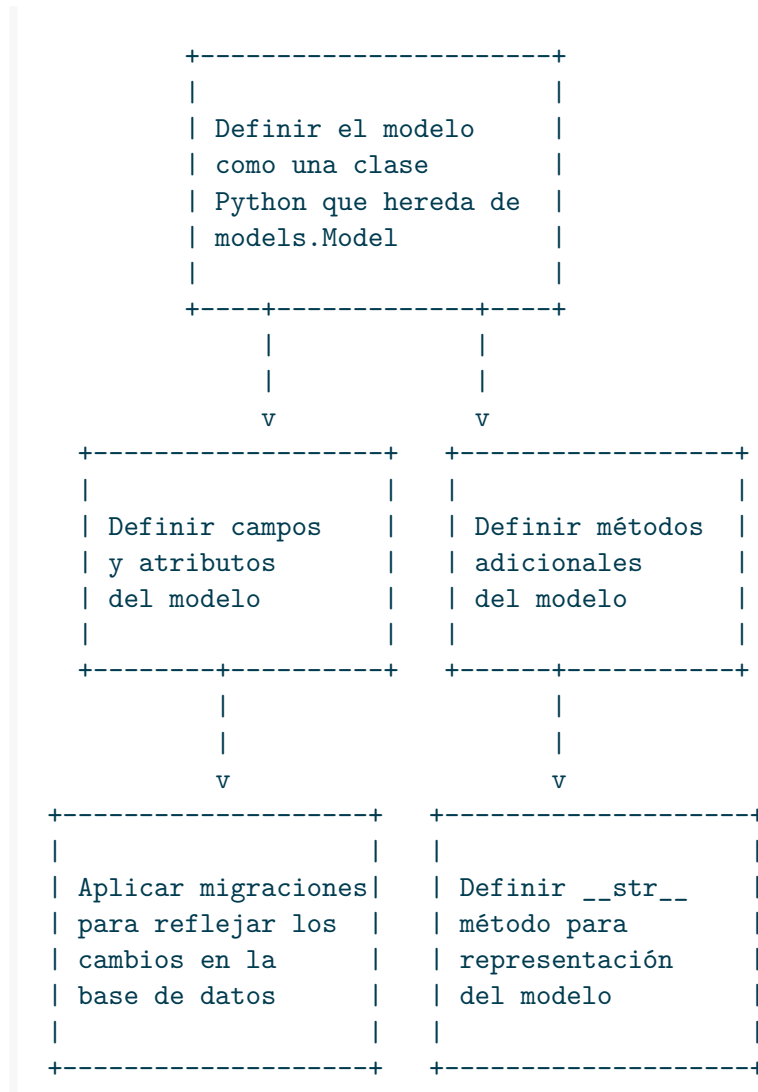 Definir el modelo
como una clase
Python que hereda de
models.Model
Definir campos
y atributos
del modelo
Definir métodos
adicionales
del modelo
Aplicar migraciones
para reflejar los
cambios en la
base de datos
Definir __str__
método para
representación
del modelo